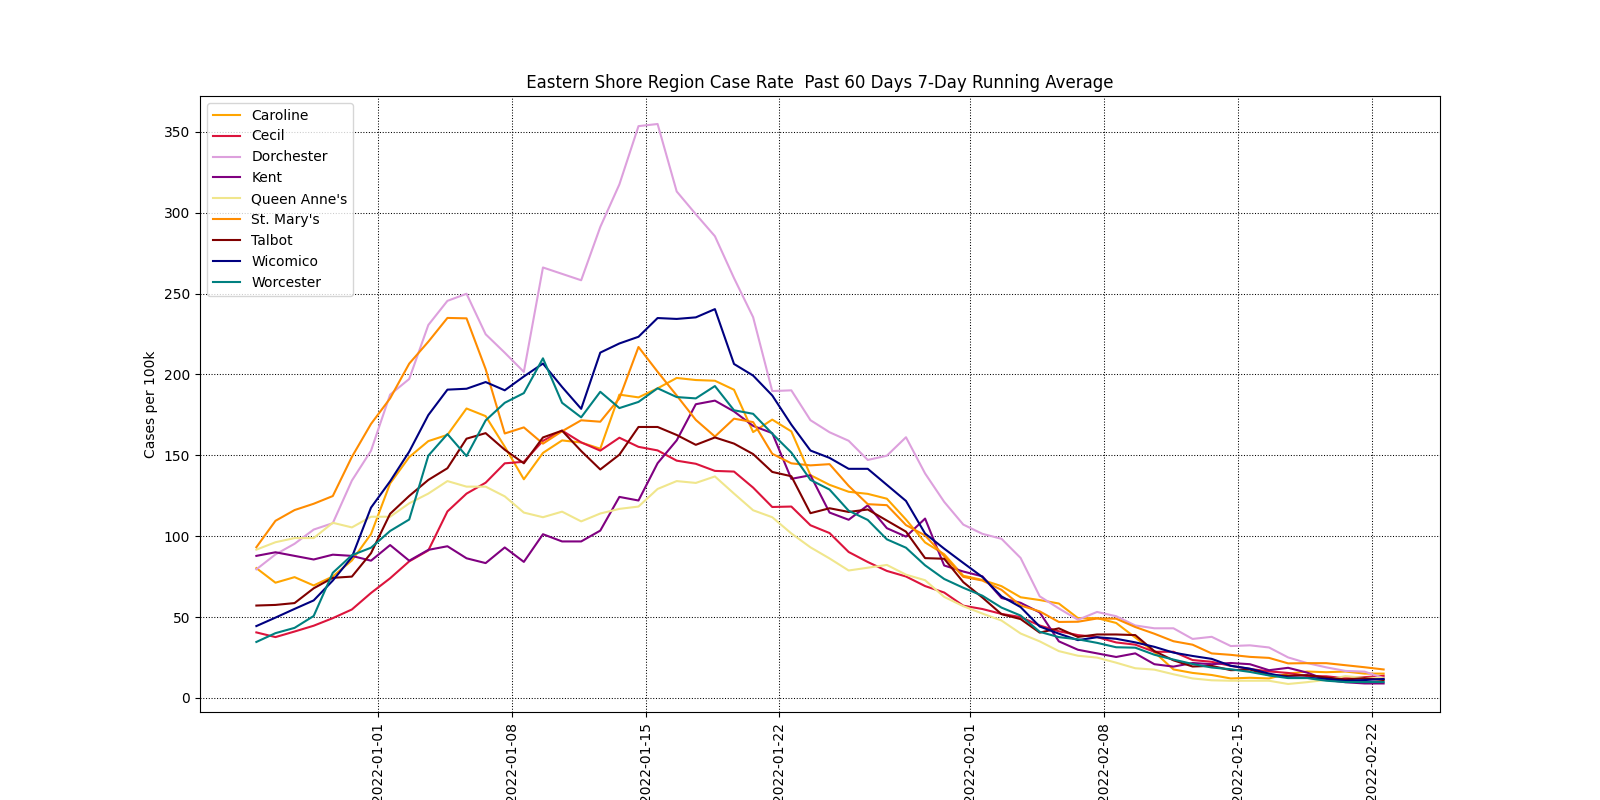 Eastern Shore Region Case Rate  Past 60 Days 7-Day Running Average
Caroline
Cecil
Dorchester
Kent
Queen Anne's
St. Mary's
Talbot
Wicomico
Worcester
Cases per 100k
350
300
250
200
150
100
50
0
2022-01-01
2022-01-08
2022-01-15
2022-01-22
2022-02-01
2022-02-08
2022-02-15
2022-02-22